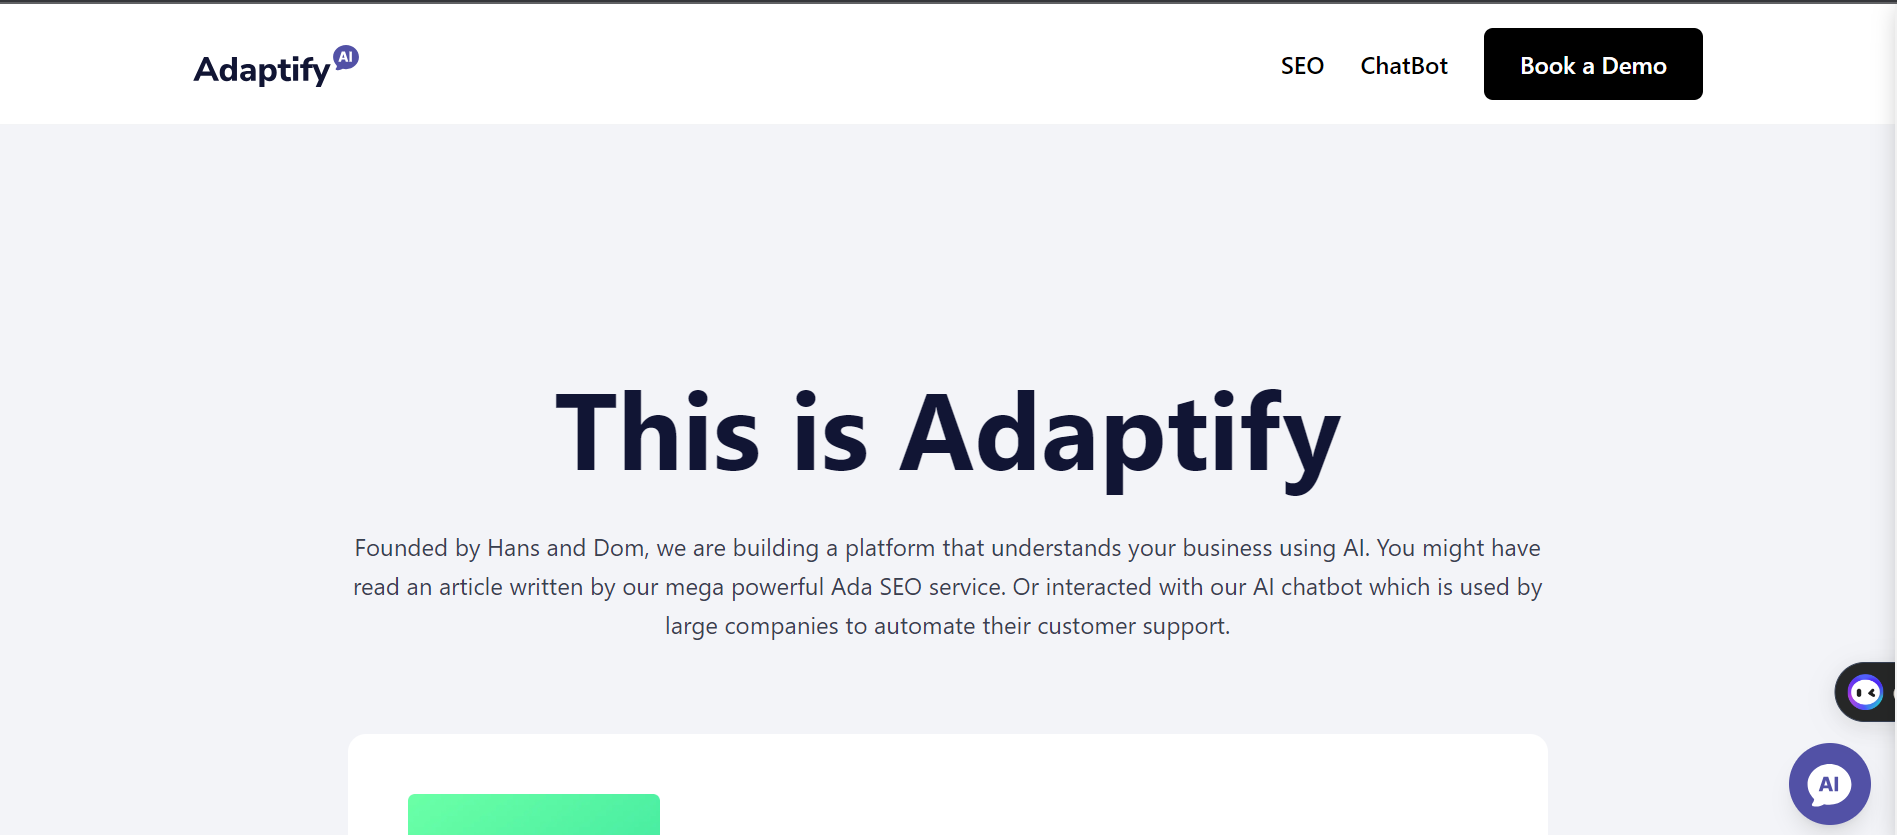 Adaptify AI
SEO ChatBot Book a Demo
This is Adaptify
Founded by Hans and Dom, we are building a platform that understands your business using AI. You might have
read an article written by our mega powerful Ada SEO service. Or interacted with our AI chatbot which is used by
large companies to automate their customer support.
AI